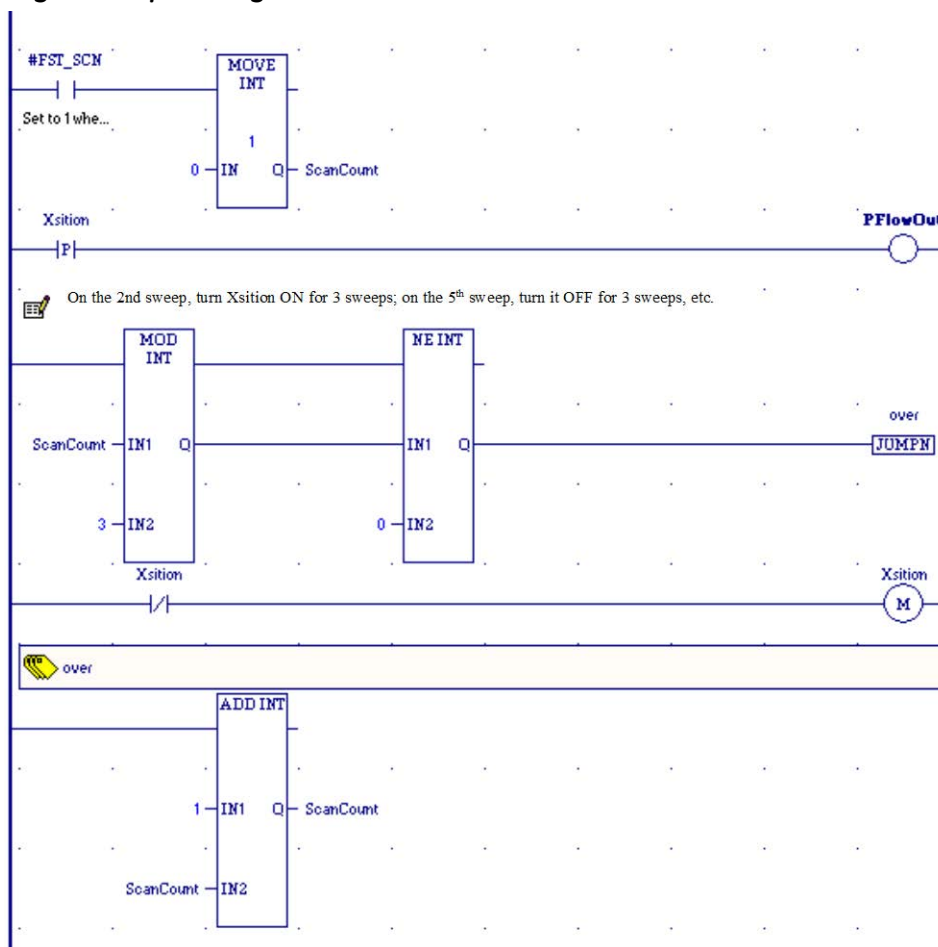 #FST_SCN
MOVE
INT
Set to 1 whe...
1
0 IN Q ScanCount
Xsition
PFlowOut
P
On the 2nd sweep, turn Xsition ON for 3 sweeps; on the 5th sweep, turn it OFF for 3 sweeps, etc.
MOD
INT
NE INT
over
ScanCount IN1 Q IN1 Q JUMPN
3 IN2 0 IN2
Xsition Xsition
/ M
over
ADD INT
1 IN1 Q ScanCount
ScanCount IN2